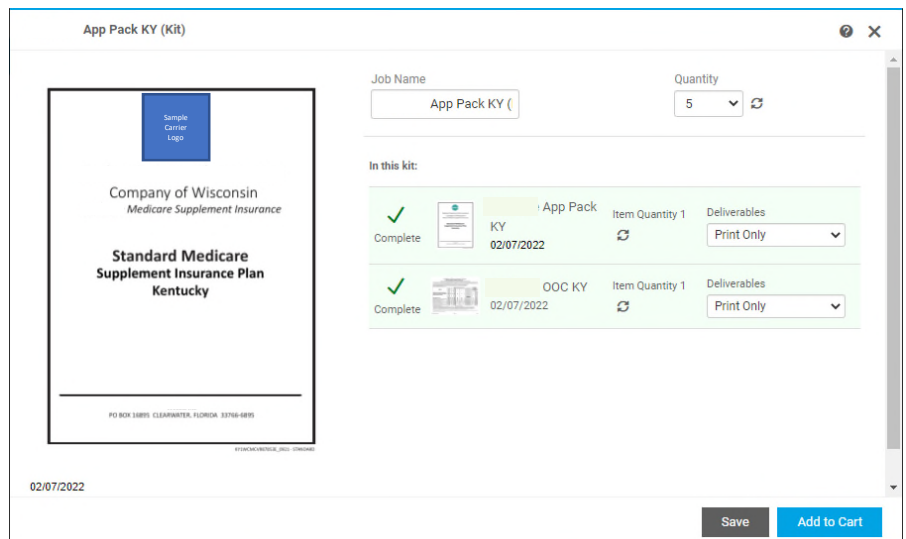 App Pack KY (Kit)
Sample
Carrier
Logo
Company of Wisconsin
Medicare Supplement Insurance
Standard Medicare
Supplement Insurance Plan
Kentucky
PO BOX 16895 CLEARWATER, FLORIDA 33766-6895
02/07/2022
Job Name
App Pack KY (
Quantity
5
In this kit:
Complete
App Pack
KY
02/07/2022
Item Quantity 1
Deliverables
Print Only
Complete
OOC KY
02/07/2022
Item Quantity 1
Deliverables
Print Only
Save
Add to Cart